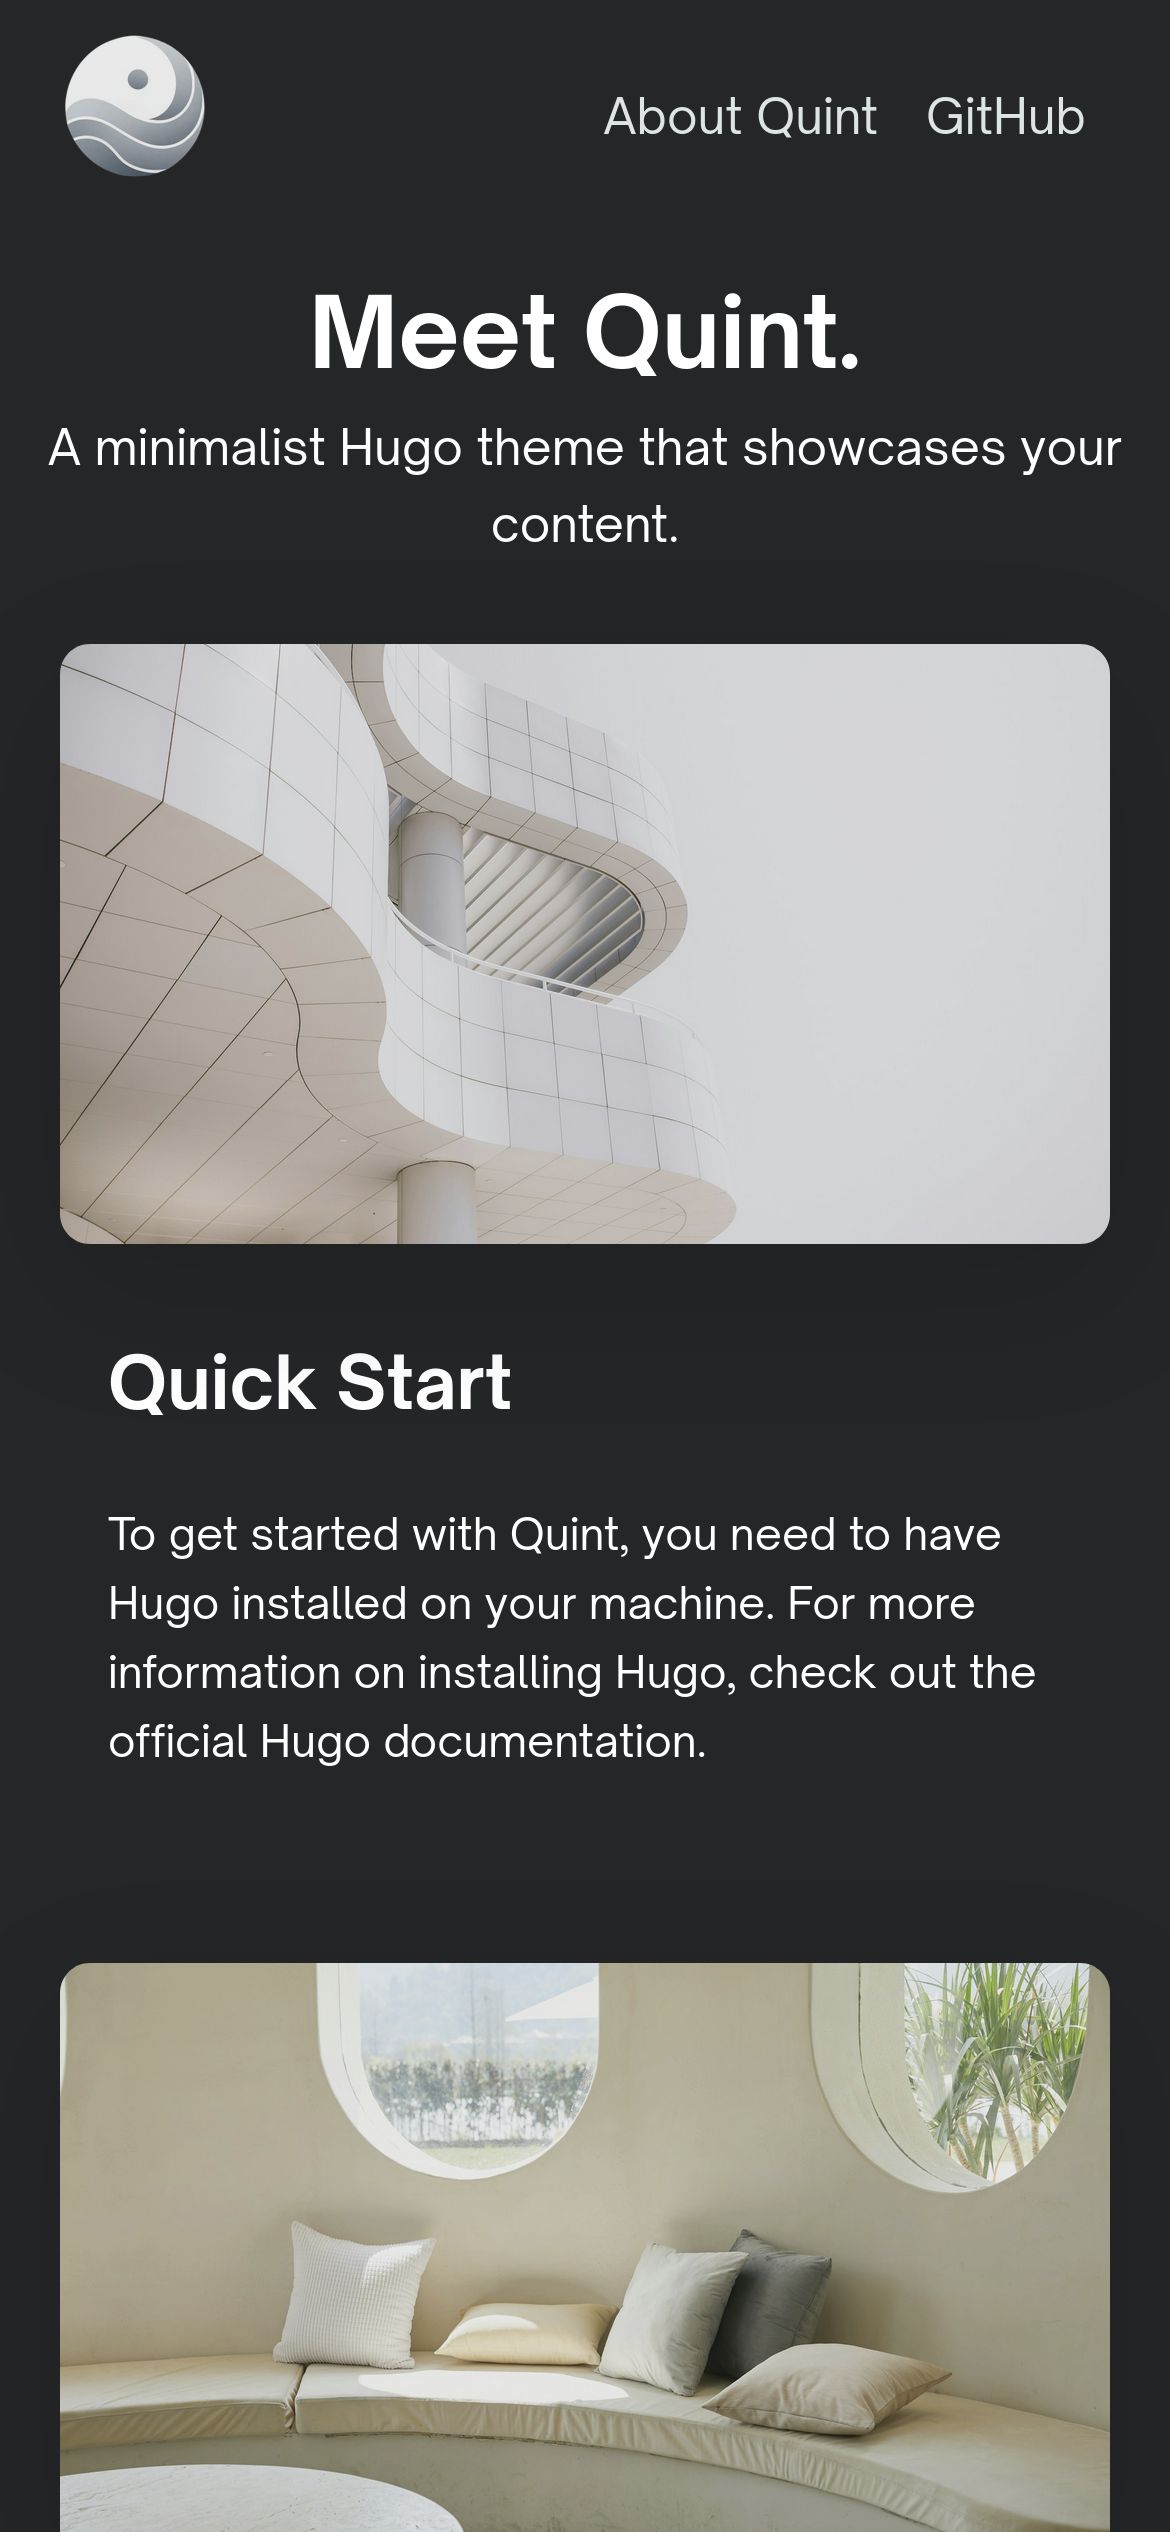 About Quint GitHub
Meet Quint.
A minimalist Hugo theme that showcases your
content.
Quick Start
To get started with Quint, you need to have
Hugo installed on your machine. For more
information on installing Hugo, check out the
official Hugo documentation.